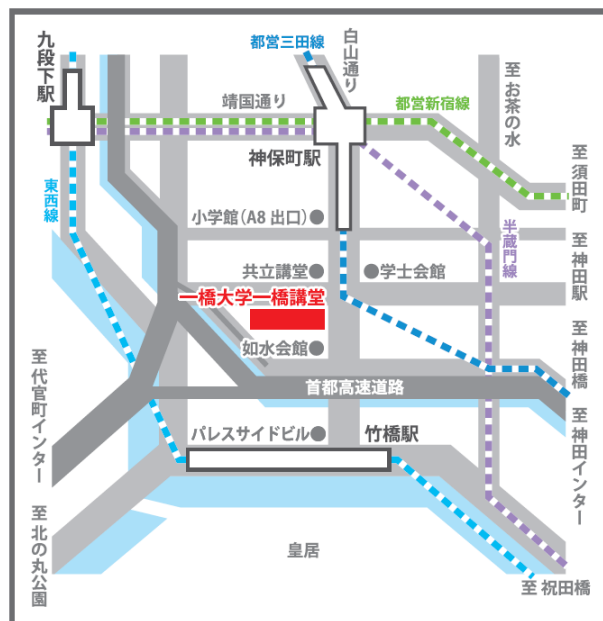 九段下駅
都営三田線
白山通り
至 お茶の水
靖国通り
都営新宿線
神保町駅
至 須田町
東西線
小学館（A8 出口）
半蔵門線
至 神田駅
共立講堂
学士会館
一橋大学一橋講堂
如水会館
至 神田橋
至 代官町インター
首都高速道路
パレスサイドビル
竹橋駅
至 神田インター
至 北の丸公園
皇居
至 祝田橋